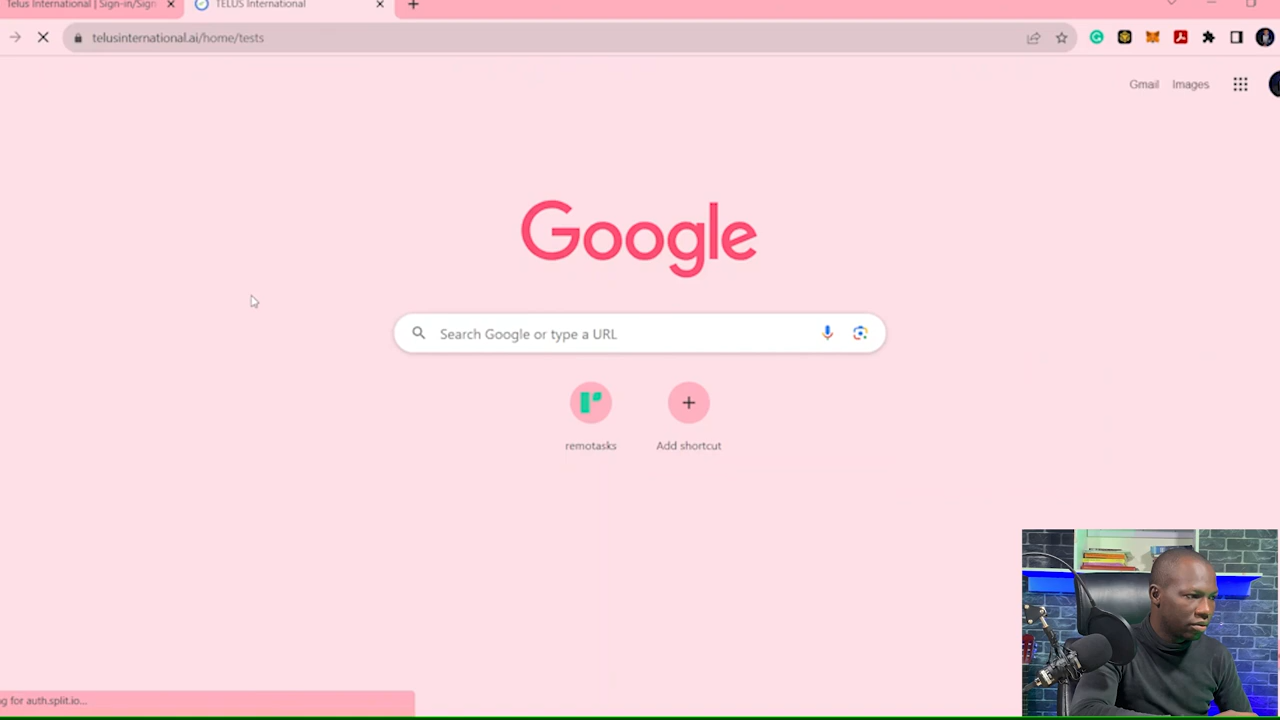 Telus International | Sign-in/Sign
TELUS International
telusinternational.ai/home/tests
Gmail Images
Google
Search Google or type a URL
remotasks Add shortcut
g for auth.split.io...